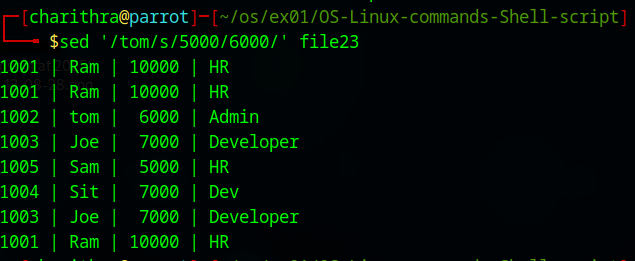 ┌─[charithra@parrot]─[~/os/ex01/OS-Linux-commands-Shell-script]
└──╼ $sed '/tom/s/5000/6000/' file23
1001 | Ram | 10000 | HR
1001 | Ram | 10000 | HR
1002 | tom |  6000 | Admin
1003 | Joe |  7000 | Developer
1005 | Sam |  5000 | HR
1004 | Sit |  7000 | Dev
1003 | Joe |  7000 | Developer
1001 | Ram | 10000 | HR